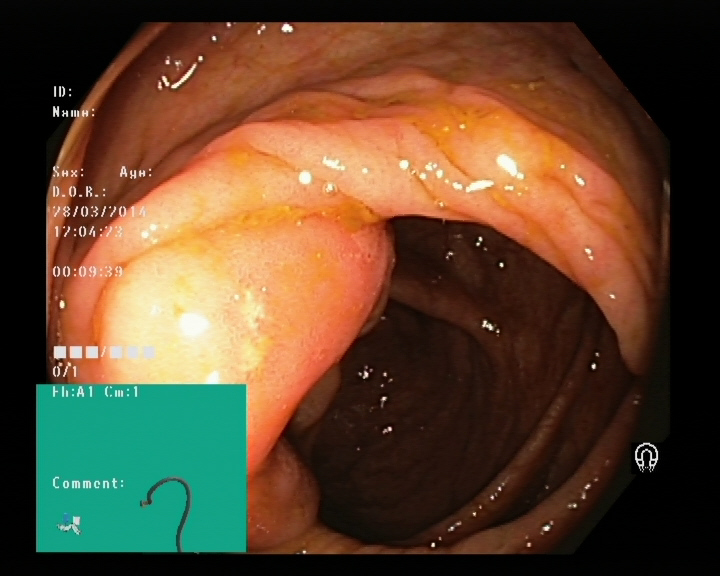 ID:
Name:
Sex: Age:
D.O.B.:
28/03/2014
12:04:23
00:09:39
0/1
Eh:A1 Cm:1
Comment: